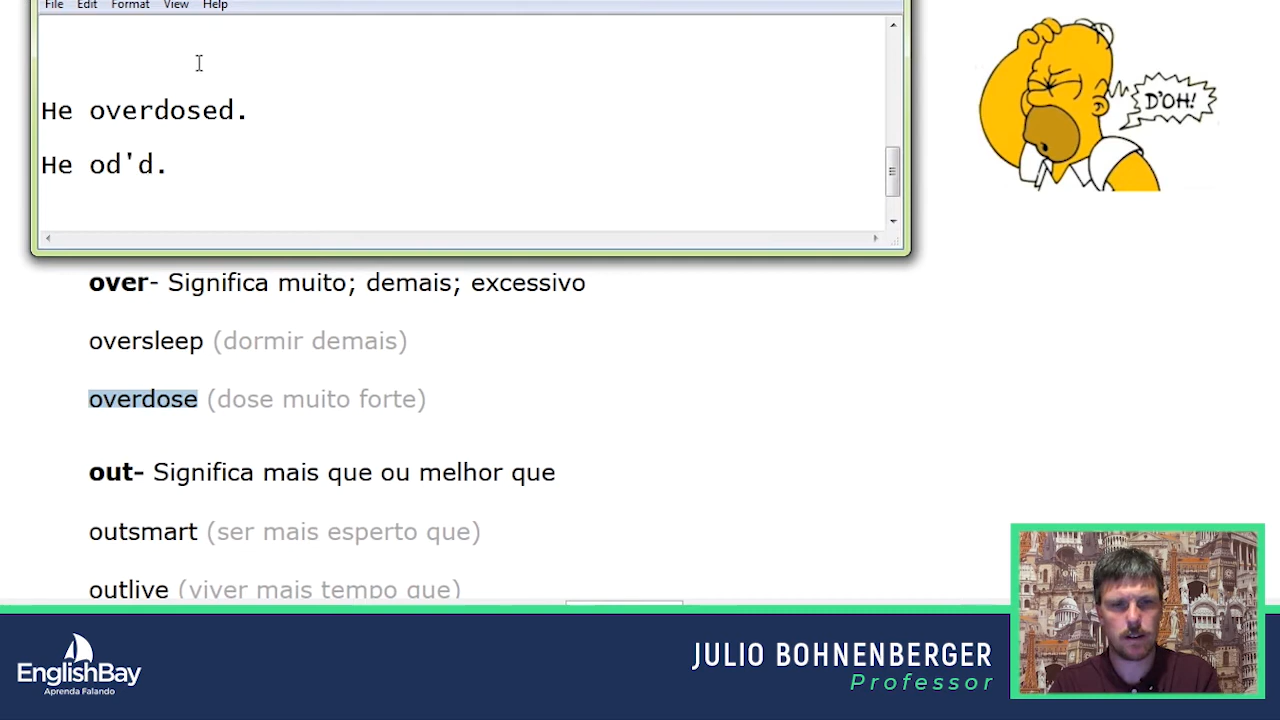 File Edit Format View Help
He overdosed.
He od'd.
D'OH!
over- Significa muito; demais; excessivo
oversleep (dormir demais)
overdose (dose muito forte)
out- Significa mais que ou melhor que
outsmart (ser mais esperto que)
outlive (viver mais tempo que)
EnglishBay
Aprenda Falando
JULIO BOHNENBERGER
Professor